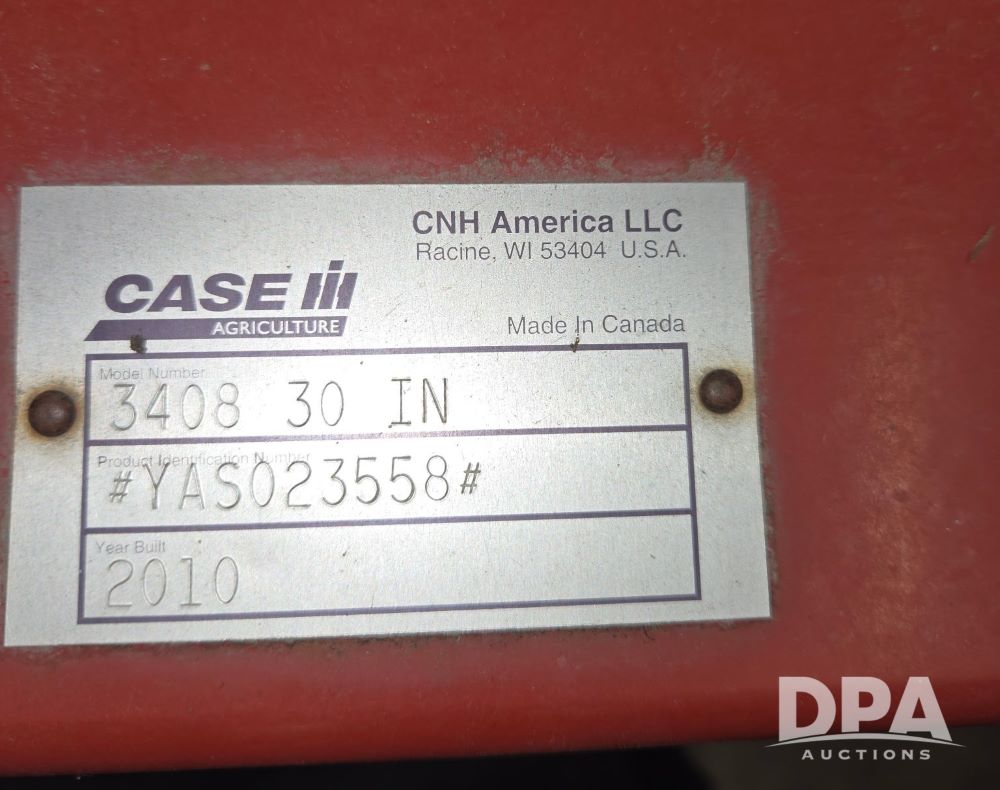 CNH America LLC
Racine, WI 53404 U.S.A.
CASE IH
AGRICULTURE
Made In Canada
Model Number
3408 30 IN
Product Identification Number
#YAS023558#
Year Built
2010
DPA
AUCTIONS